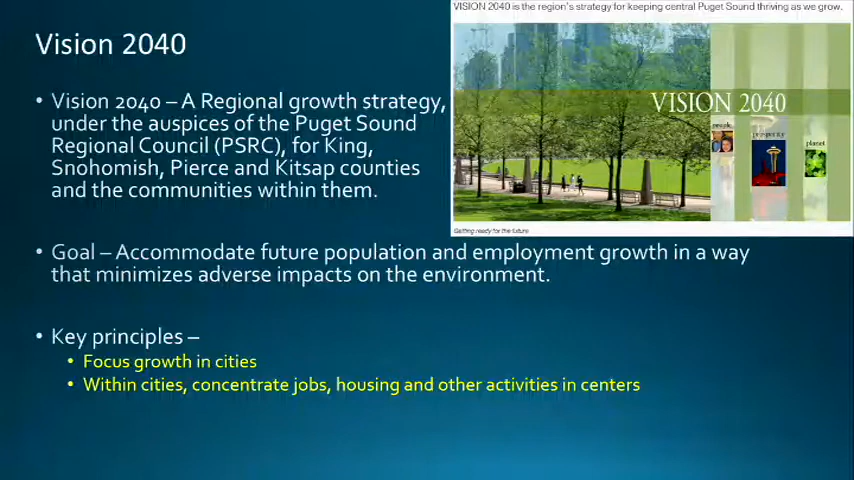 Vision 2040
• Vision 2040 – A Regional growth strategy,
under the auspices of the Puget Sound
Regional Council (PSRC), for King,
Snohomish, Pierce and Kitsap counties
and the communities within them.
VISION 2040 is the region's strategy for keeping central Puget Sound thriving as we grow.
VISION 2040
people
prosperity
planet
Getting ready for the future
• Goal – Accommodate future population and employment growth in a way
that minimizes adverse impacts on the environment.
• Key principles –
• Focus growth in cities
• Within cities, concentrate jobs, housing and other activities in centers